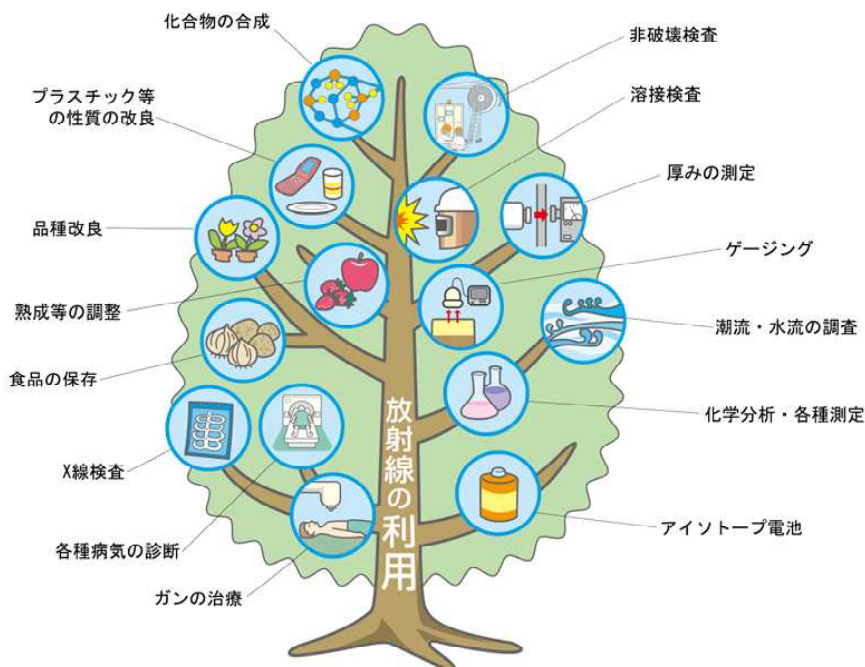 化合物の合成
プラスチック等
の性質の改良
品種改良
熟成等の調整
食品の保存
X線検査
各種病気の診断
ガンの治療
非破壊検査
溶接検査
厚みの測定
ゲージング
潮流・水流の調査
化学分析・各種測定
アイソトープ電池
放射線の利用